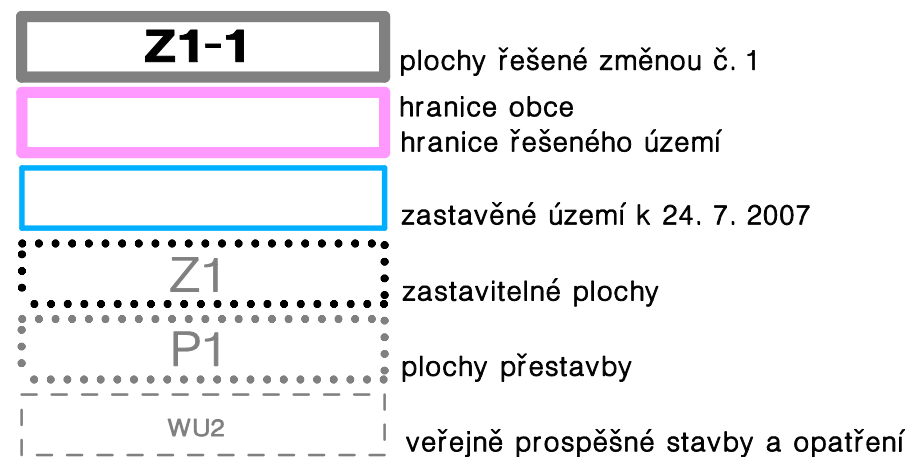 Z1-1
plochy řešené změnou č. 1
hranice obce
hranice řešeného území
zastavěné území k 24. 7. 2007
Z1
zastavitelné plochy
P1
plochy přestavby
WU2
veřejně prospěšné stavby a opatření